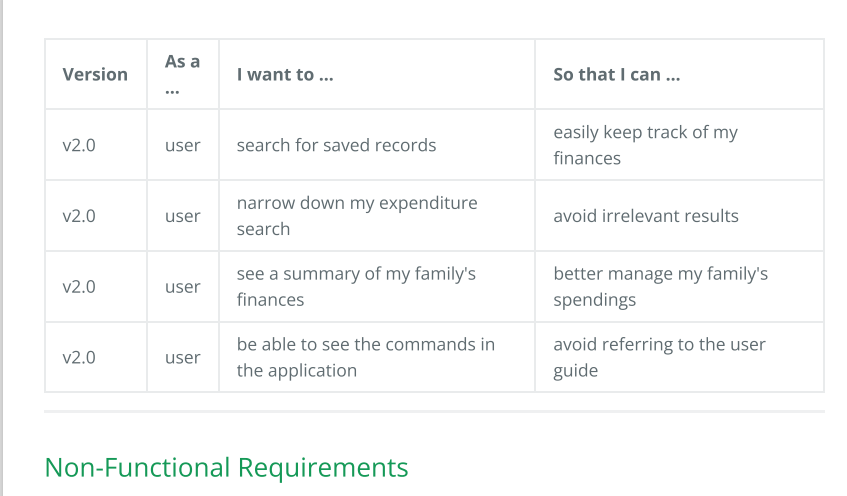 Version
As a
...
I want to ...
So that I can ...
v2.0
user
search for saved records
easily keep track of my
finances
v2.0
user
narrow down my expenditure
search
avoid irrelevant results
v2.0
user
see a summary of my family's
finances
better manage my family's
spendings
v2.0
user
be able to see the commands in
the application
avoid referring to the user
guide
Non-Functional Requirements